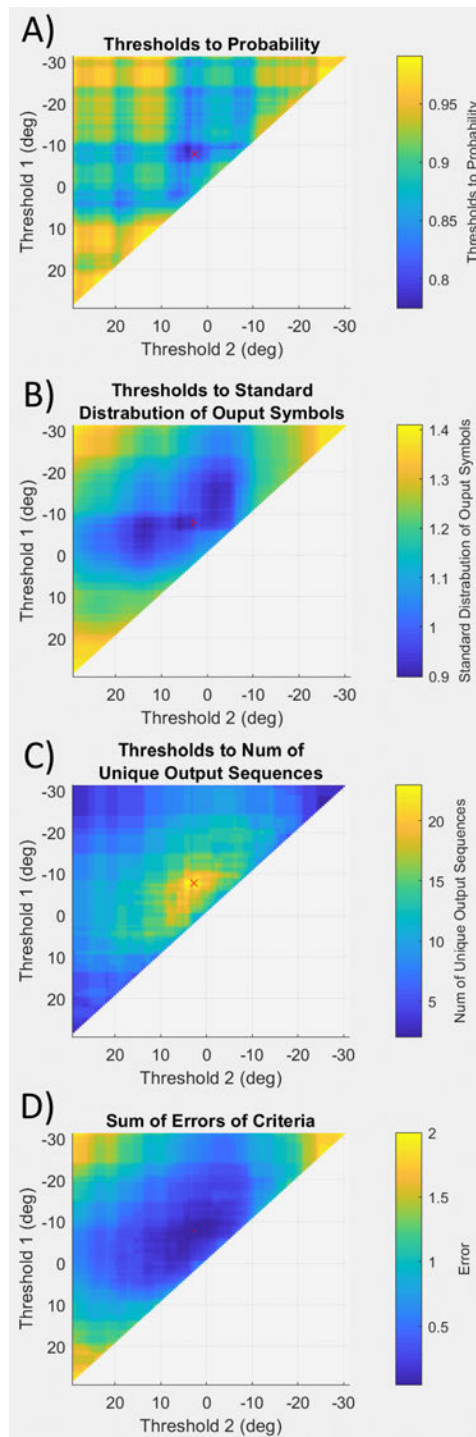 A)
Thresholds to Probability
-30
-20
-10
0
10
20
Threshold 1 (deg)
20 10 0 -10 -20 -30
Threshold 2 (deg)
0.95
0.9
0.85
0.8
Thresholds to Probability
B)
Thresholds to Standard
Distrabution of Ouput Symbols
-30
-20
-10
0
10
20
Threshold 1 (deg)
20 10 0 -10 -20 -30
Threshold 2 (deg)
1.4
1.3
1.2
1.1
1
0.9
Standard Distrabution of Ouput Symbols
C)
Thresholds to Num of
Unique Output Sequences
-30
-20
-10
0
10
20
Threshold 1 (deg)
20 10 0 -10 -20 -30
Threshold 2 (deg)
20
15
10
5
Num of Unique Output Sequences
D)
Sum of Errors of Criteria
-30
-20
-10
0
10
20
Threshold 1 (deg)
20 10 0 -10 -20 -30
Threshold 2 (deg)
2
1.5
1
0.5
Error